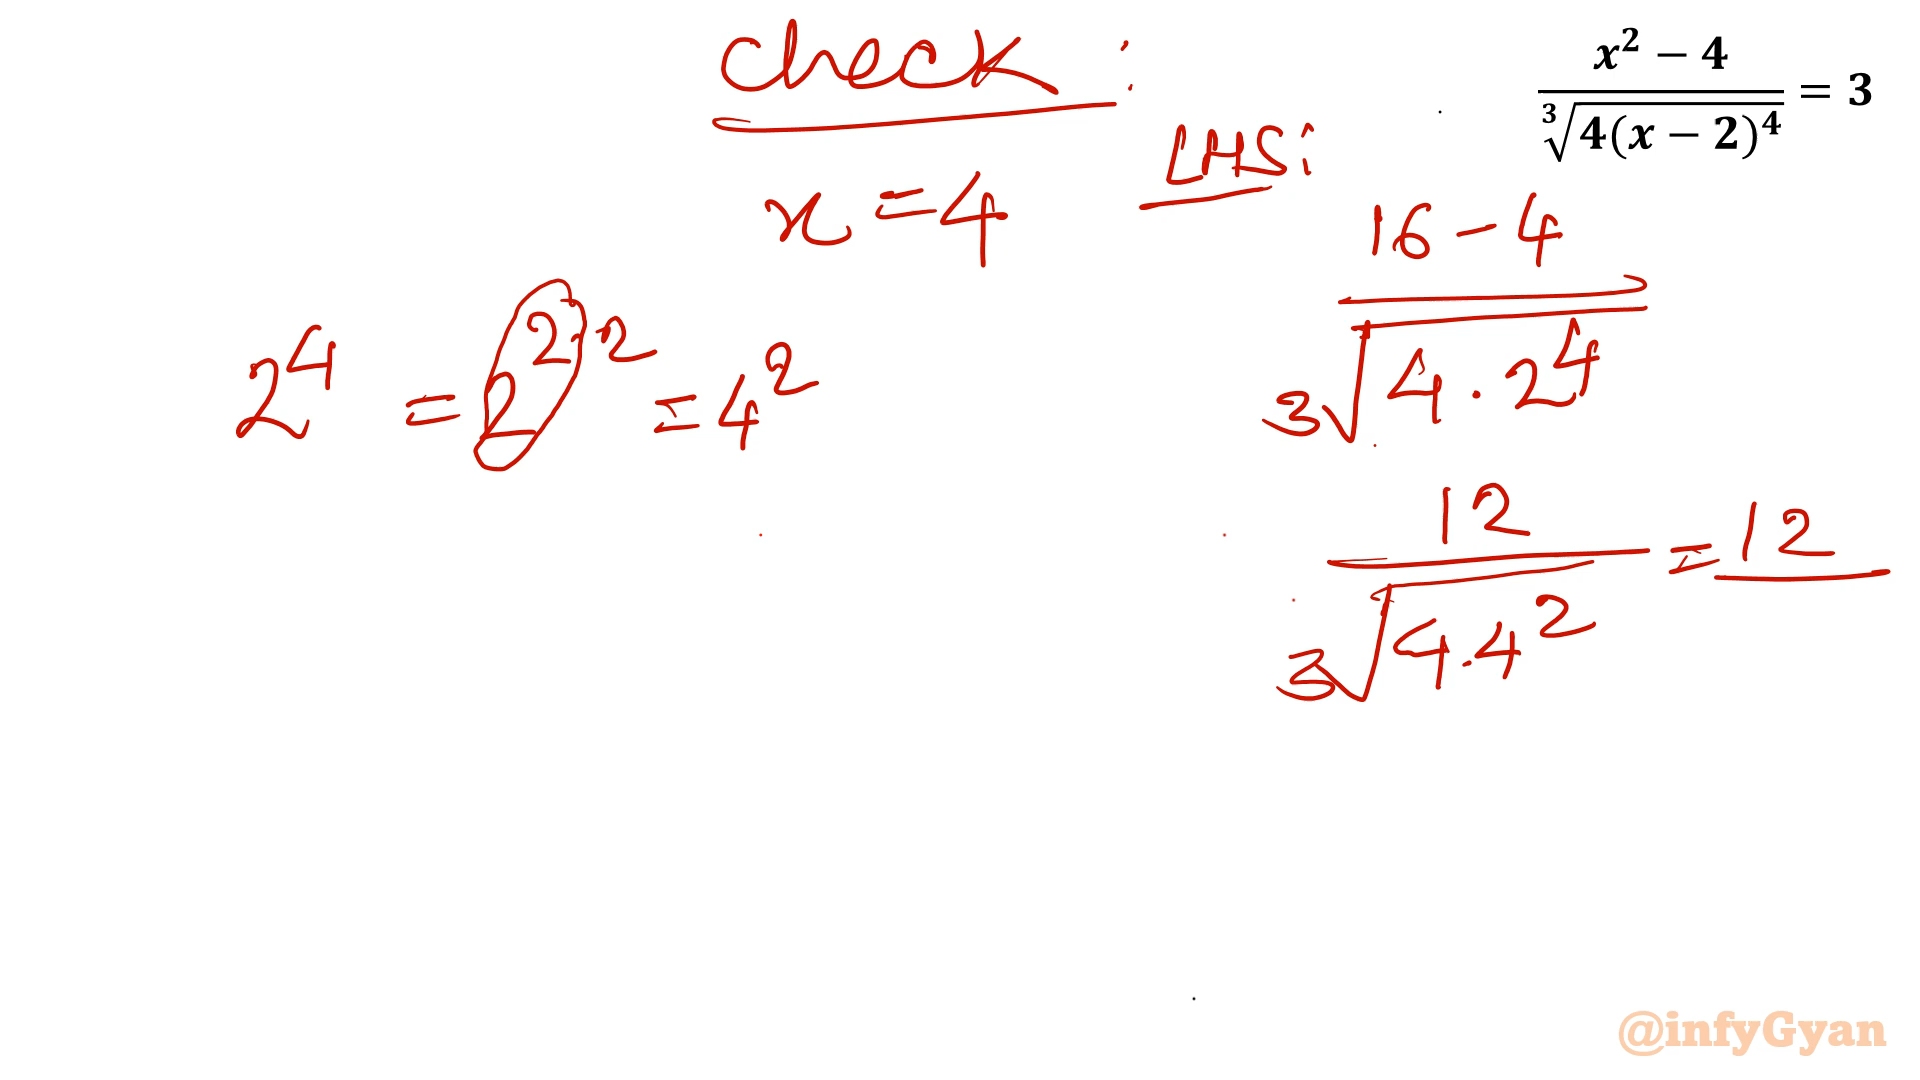 check :
x² − 4 / ∛(4(x − 2)⁴) = 3
x = 4
LHS:
16 − 4 / ∛(4 · 2⁴)
2⁴ = 2²·² = 4²
12 / ∛(4 · 4²) = 12
@infyGyan